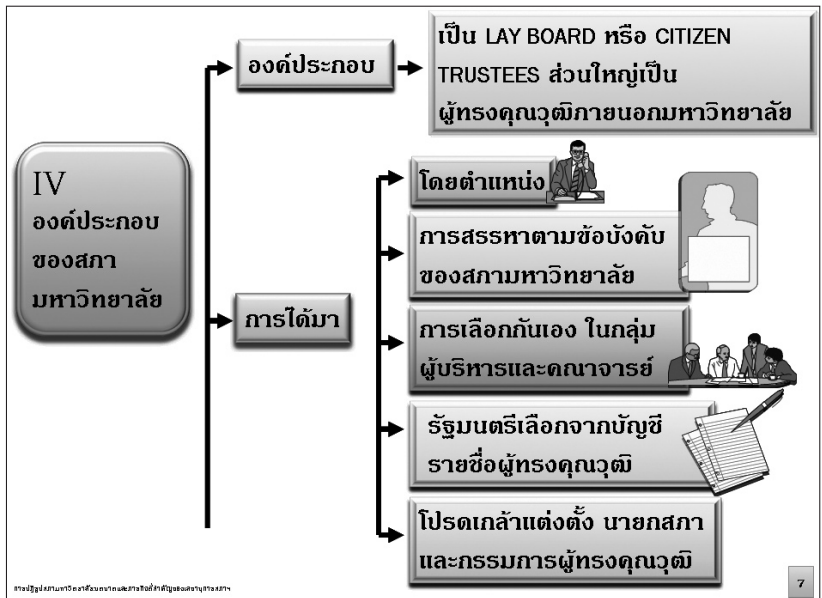 องค์ประกอบ
เป็น LAY BOARD หรือ CITIZEN
TRUSTEES ส่วนใหญ่เป็น
ผู้ทรงคุณวุฒิภายนอกมหาวิทยาลัย
IV
องค์ประกอบ
ของสภา
มหาวิทยาลัย
การได้มา
โดยตำแหน่ง
การสรรหาตามข้อบังคับ
ของสภามหาวิทยาลัย
การเลือกกันเอง ในกลุ่ม
ผู้บริหารและคณาจารย์
รัฐมนตรีเลือกจากบัญชี
รายชื่อผู้ทรงคุณวุฒิ
โปรดเกล้าแต่งตั้ง นายกสภา
และกรรมการผู้ทรงคุณวุฒิ
7